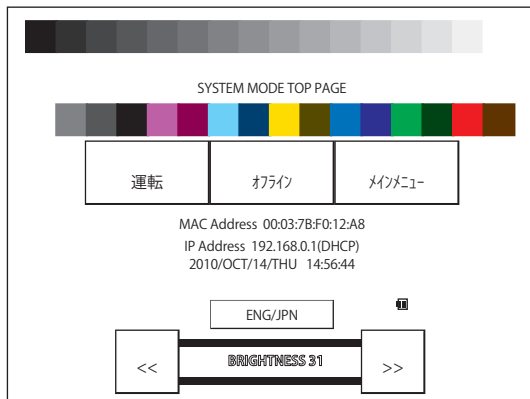 SYSTEM MODE TOP PAGE
運転 ｵﾌﾗｲﾝ ﾒｲﾝﾒﾆｭｰ
MAC Address 00:03:7B:F0:12:A8
IP Address 192.168.0.1(DHCP)
2010/OCT/14/THU 14:56:44
ENG/JPN
<< BRIGHTNESS 31 >>